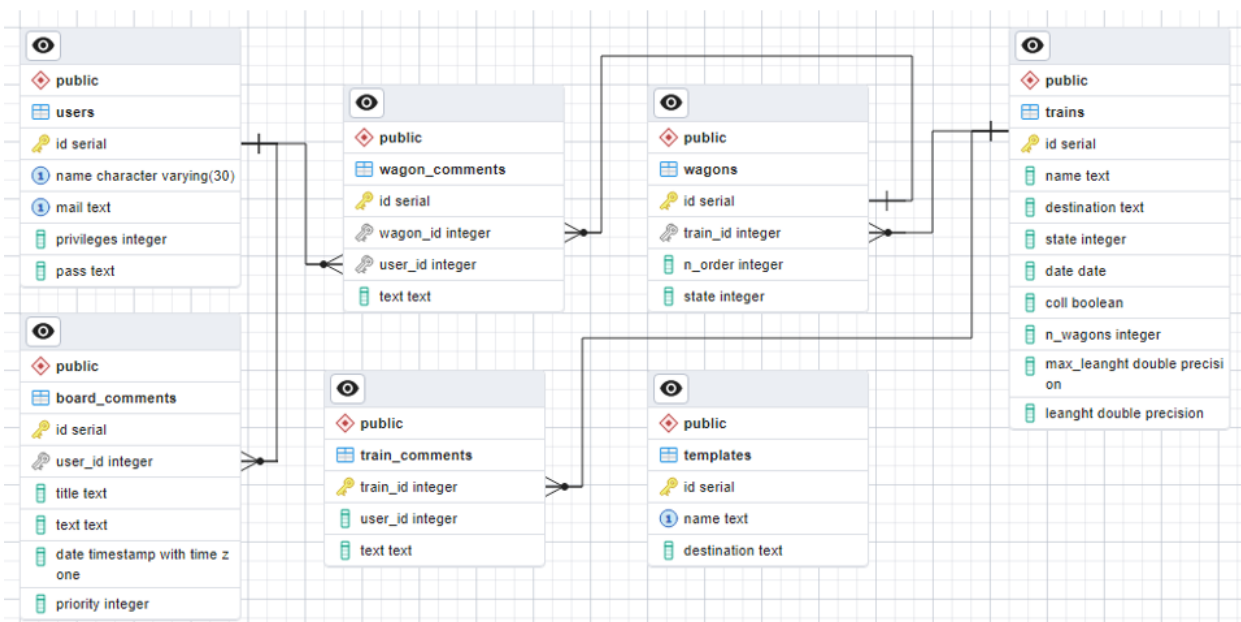 public
users
id serial
name character varying(30)
mail text
privileges integer
pass text
public
board_comments
id serial
user_id integer
title text
text text
date timestamp with time z
one
priority integer
public
wagon_comments
id serial
wagon_id integer
user_id integer
text text
public
train_comments
train_id integer
user_id integer
text text
public
wagons
id serial
train_id integer
n_order integer
state integer
public
templates
id serial
name text
destination text
public
trains
id serial
name text
destination text
state integer
date date
coll boolean
n_wagons integer
max_leanght double precisi
on
leanght double precision